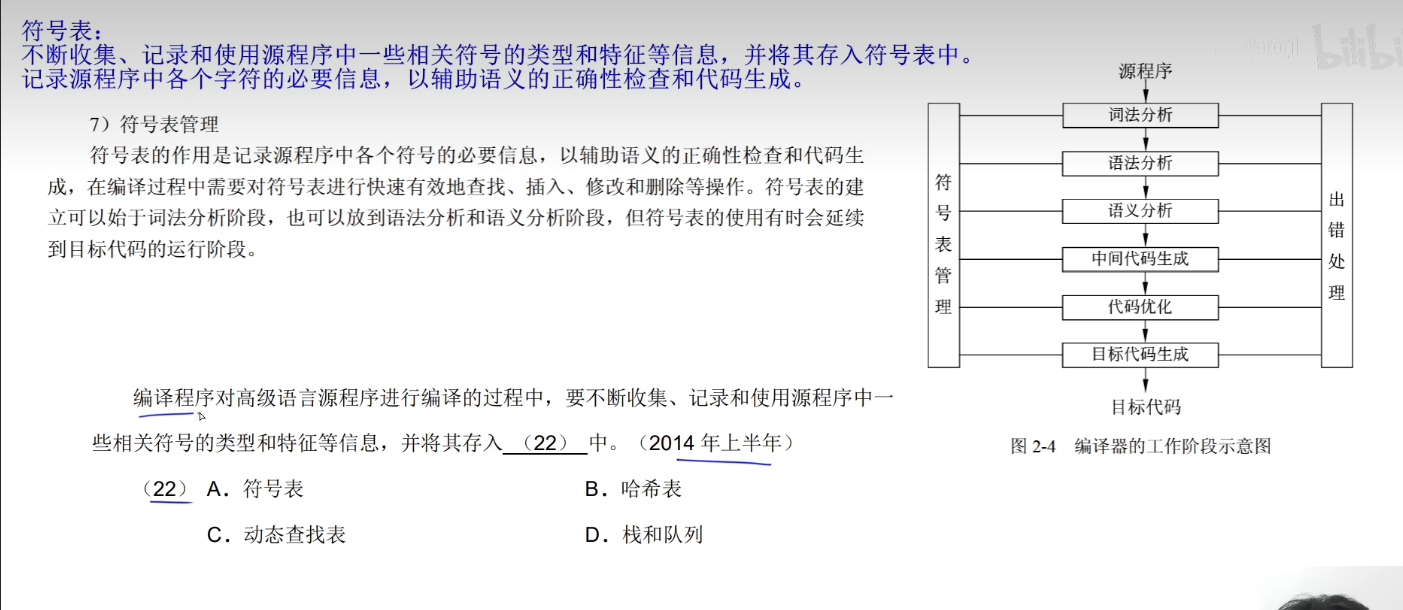 符号表：
不断收集、记录和使用源程序中一些相关符号的类型和特征等信息，并将其存入符号表中。
记录源程序中各个字符的必要信息，以辅助语义的正确性检查和代码生成。
7）符号表管理
符号表的作用是记录源程序中各个符号的必要信息，以辅助语义的正确性检查和代码生
成，在编译过程中需要对符号表进行快速有效地查找、插入、修改和删除等操作。符号表的建
立可以始于词法分析阶段，也可以放到语法分析和语义分析阶段，但符号表的使用有时会延续
到目标代码的运行阶段。
编译程序对高级语言源程序进行编译的过程中，要不断收集、记录和使用源程序中一
些相关符号的类型和特征等信息，并将其存入（22）中。（2014 年上半年）
（22） A．符号表 B．哈希表
C．动态查找表 D．栈和队列
bilibi
源程序
词法分析
语法分析
语义分析
中间代码生成
代码优化
目标代码生成
目标代码
符号表管理
出错处理
图 2-4 编译器的工作阶段示意图